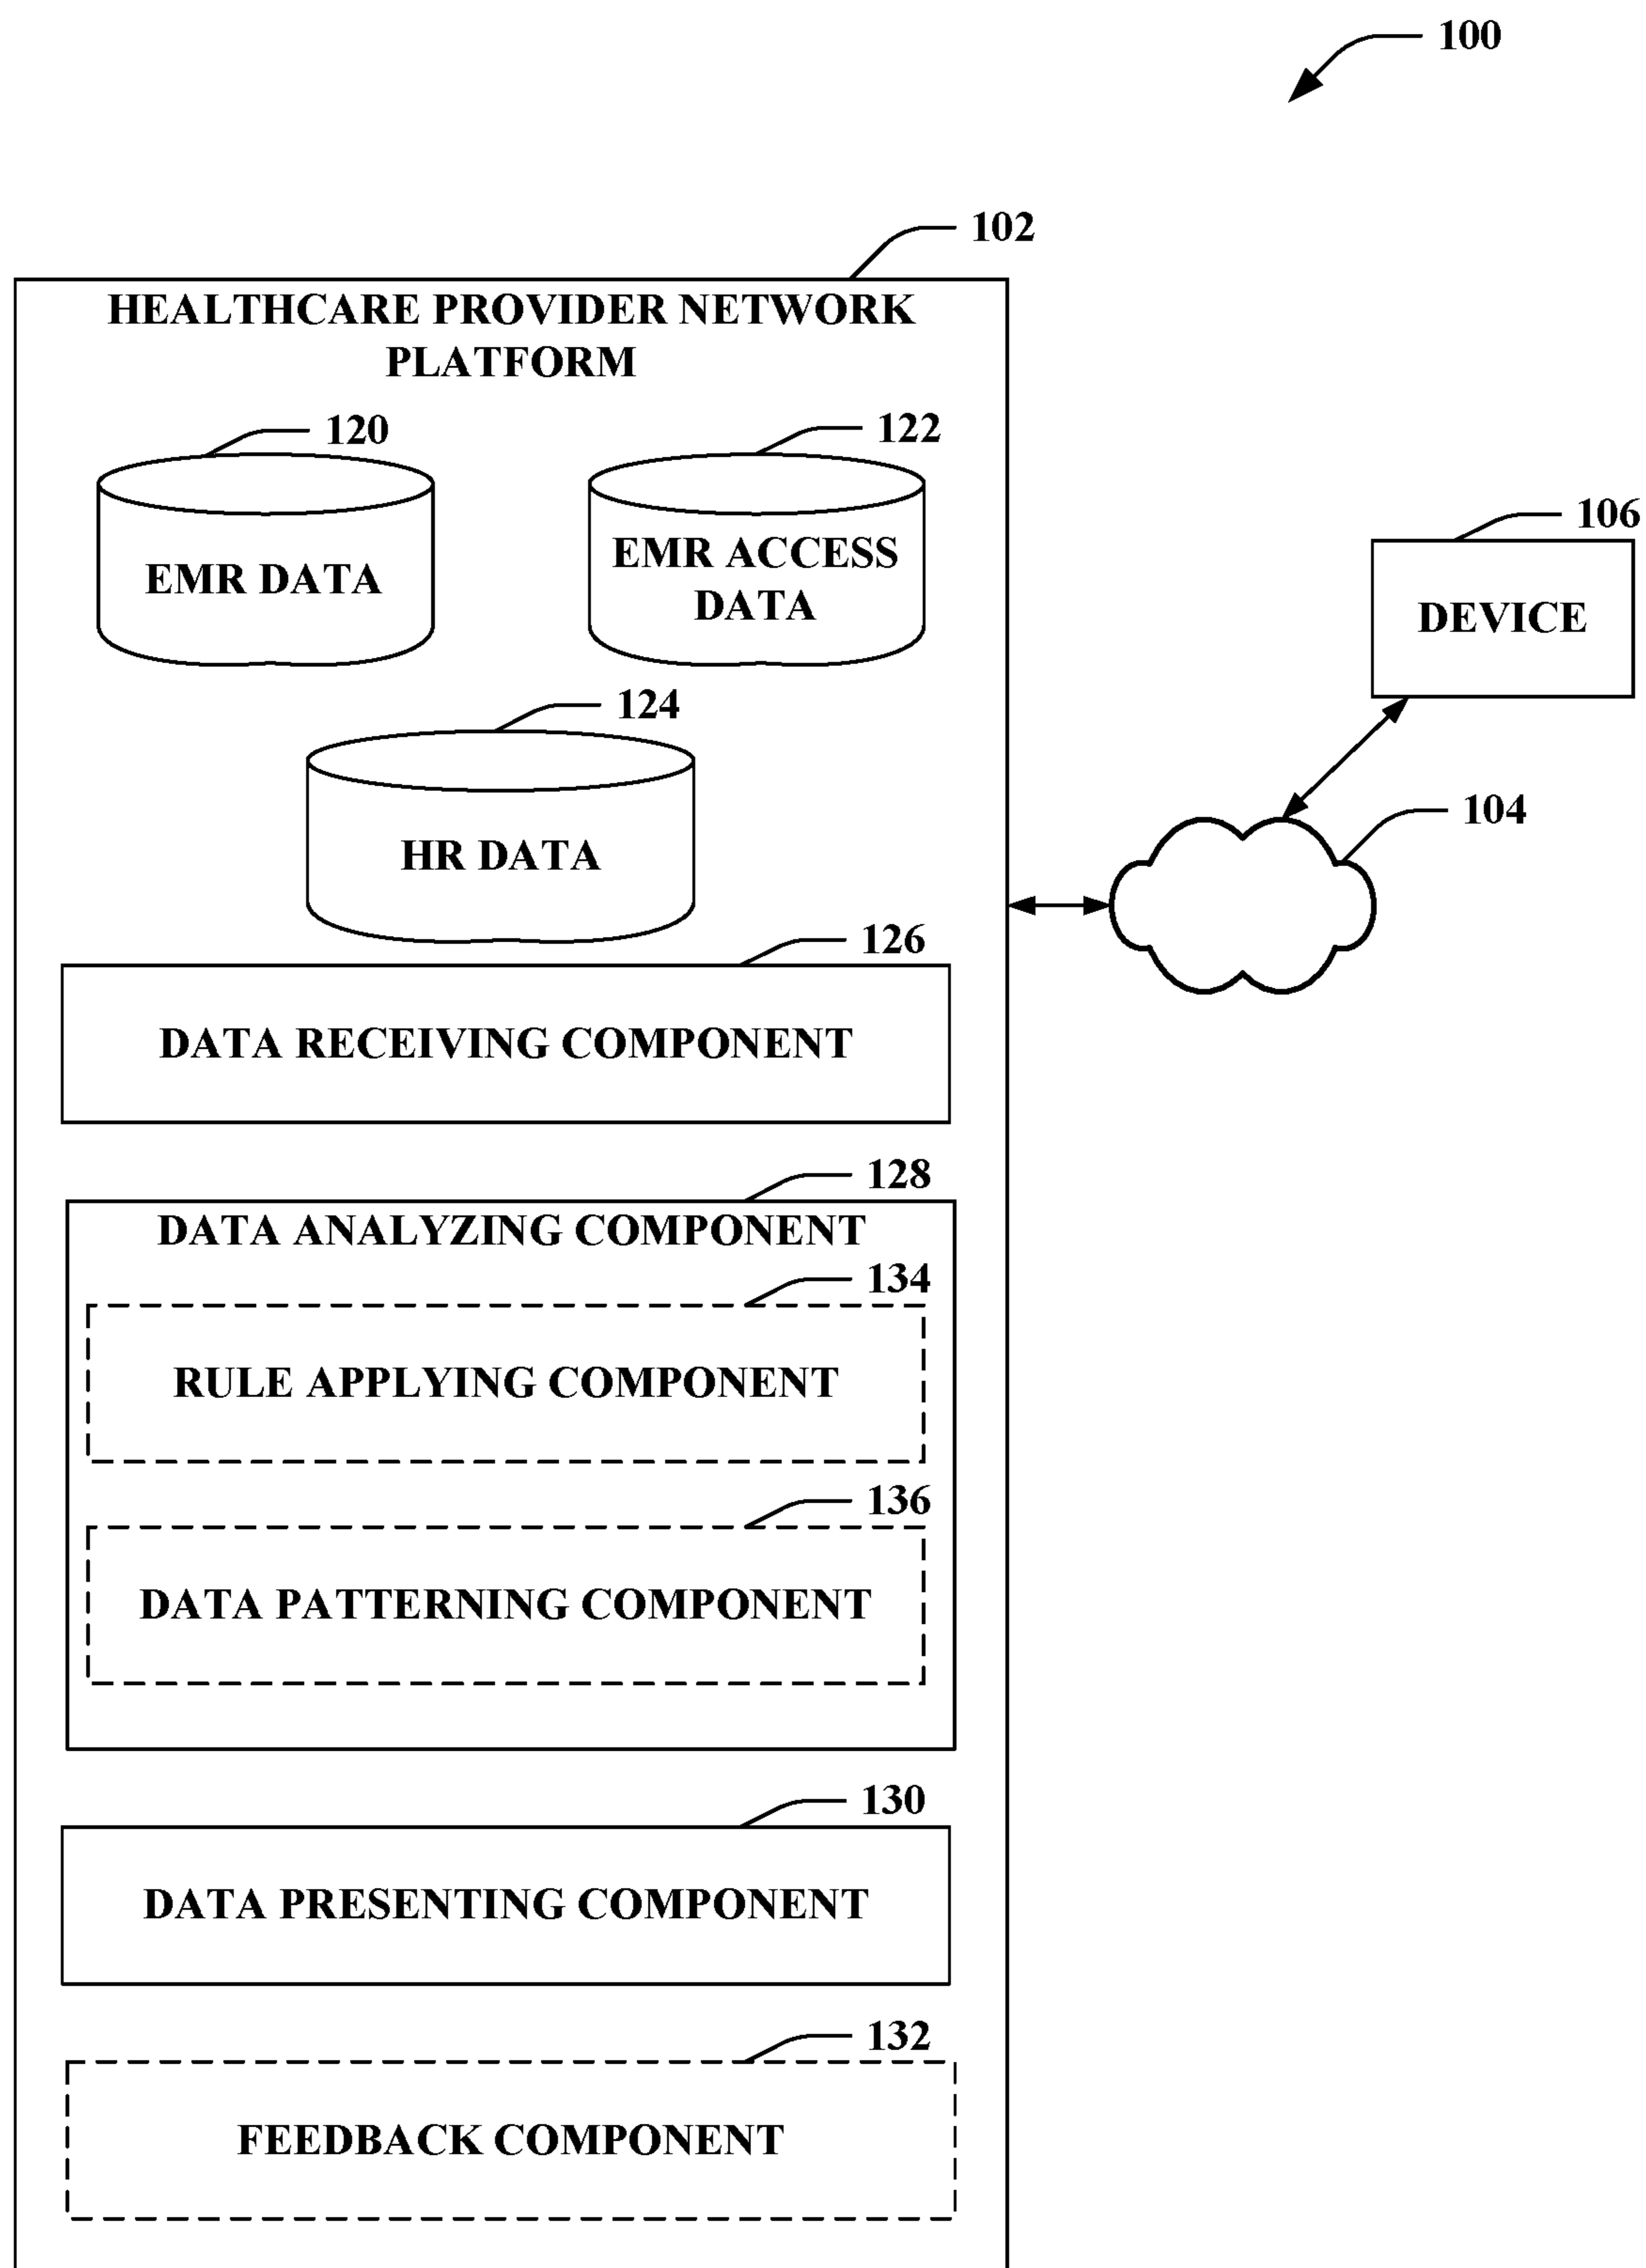 100
102
HEALTHCARE PROVIDER NETWORK
PLATFORM
120
122
EMR DATA
EMR ACCESS
DATA
106
DEVICE
124
HR DATA
104
126
DATA RECEIVING COMPONENT
128
DATA ANALYZING COMPONENT
134
RULE APPLYING COMPONENT
136
DATA PATTERNING COMPONENT
130
DATA PRESENTING COMPONENT
132
FEEDBACK COMPONENT